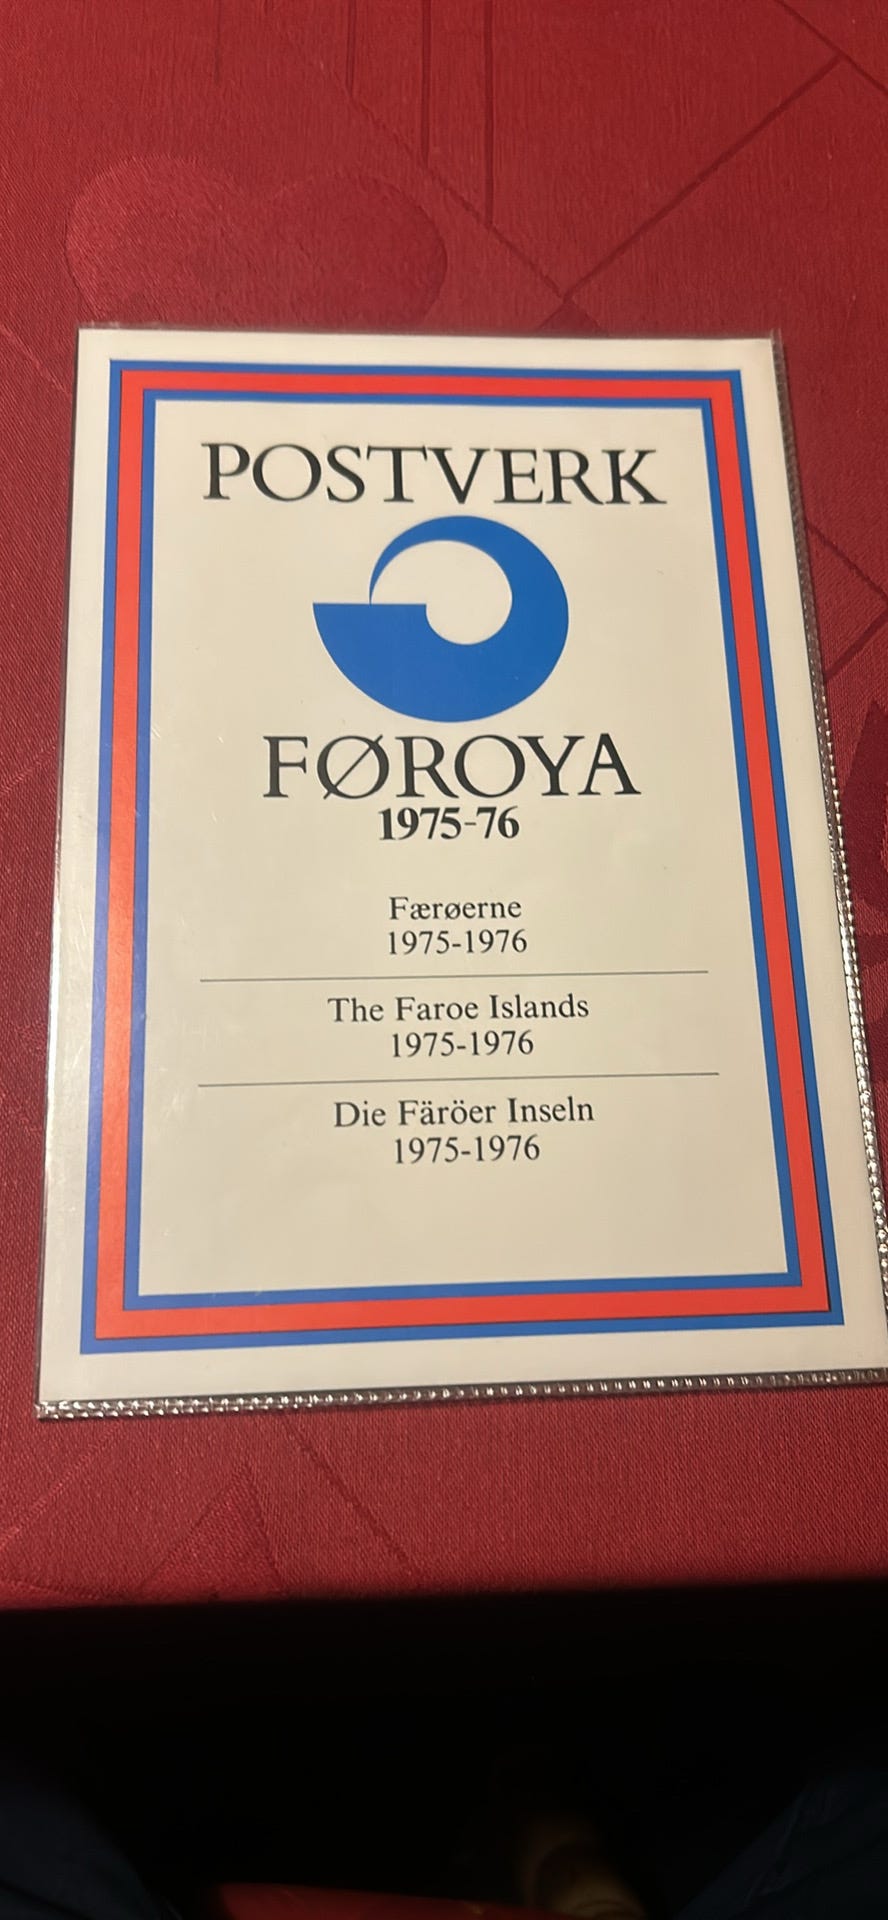 POSTVERK
FØROYA
1975-76
Færøerne
1975-1976
The Faroe Islands
1975-1976
Die Färöer Inseln
1975-1976